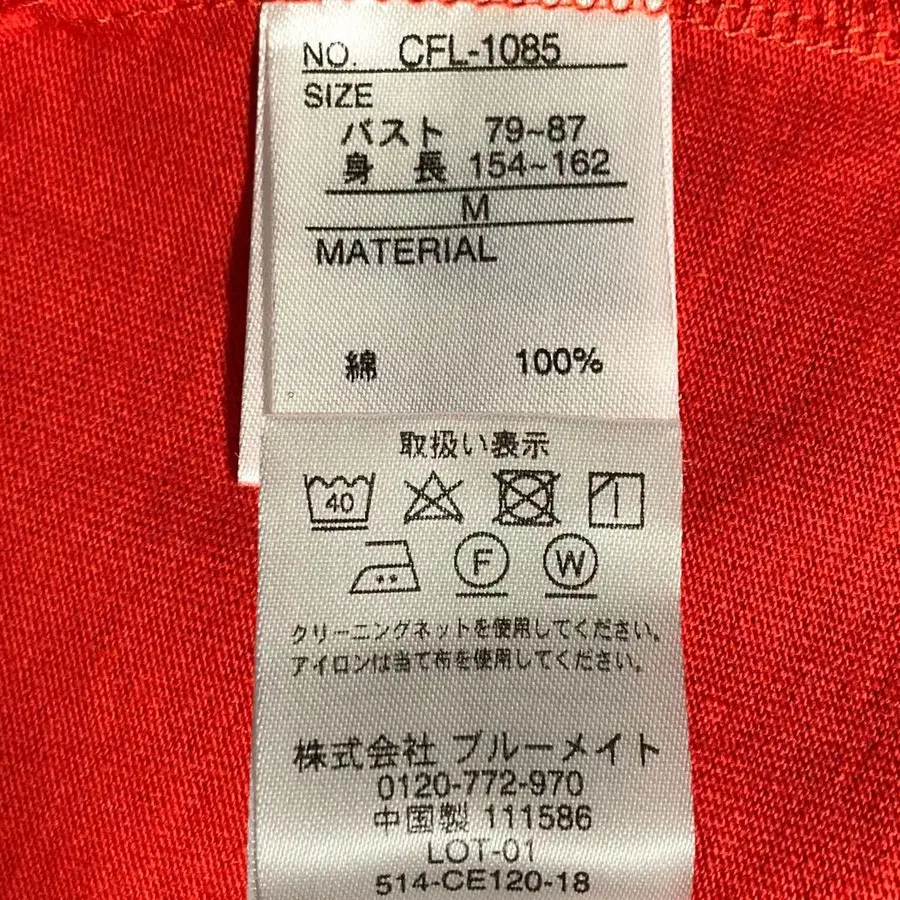 NO. CFL-1085
SIZE
バスト 79~87
身 長 154~162
M
MATERIAL
綿 100%
取扱い表示
40
F W
クリーニングネットを使用してください。
アイロンは当て布を使用してください。
株式会社 ブルーメイト
0120-772-970
中国製 111586
LOT-01
514-CE120-18